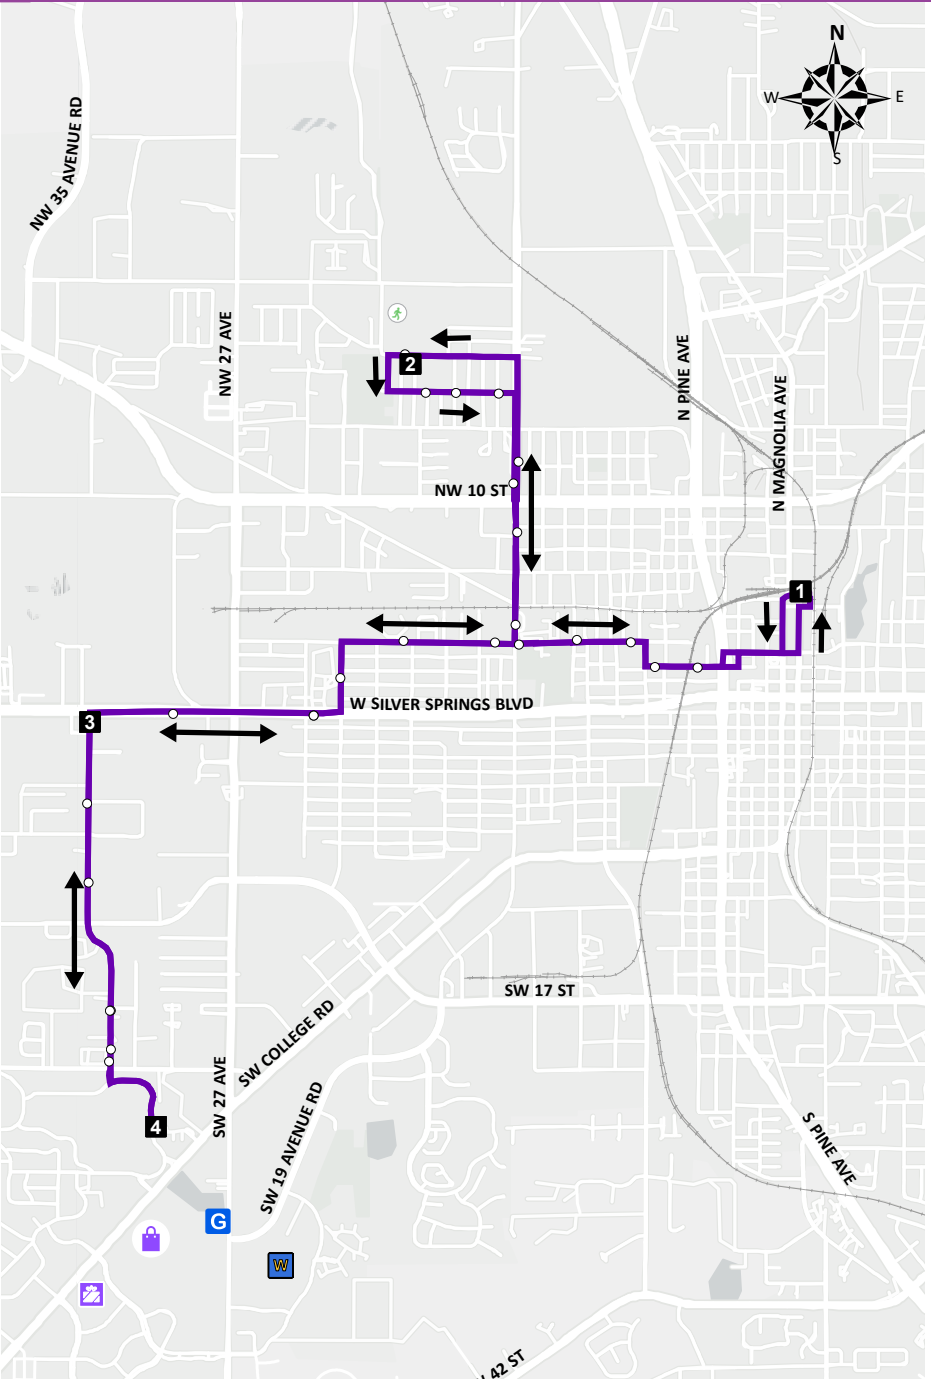 N
W
E
S
NW 35 AVENUE RD
NW 27 AVE
N PINE AVE
N MAGNOLIA AVE
2
NW 10 ST
1
W SILVER SPRINGS BLVD
3
SW 17 ST
SW COLLEGE RD
SW 27 AVE
SW 19 AVENUE RD
4
S PINE AVE
G
W
42 ST